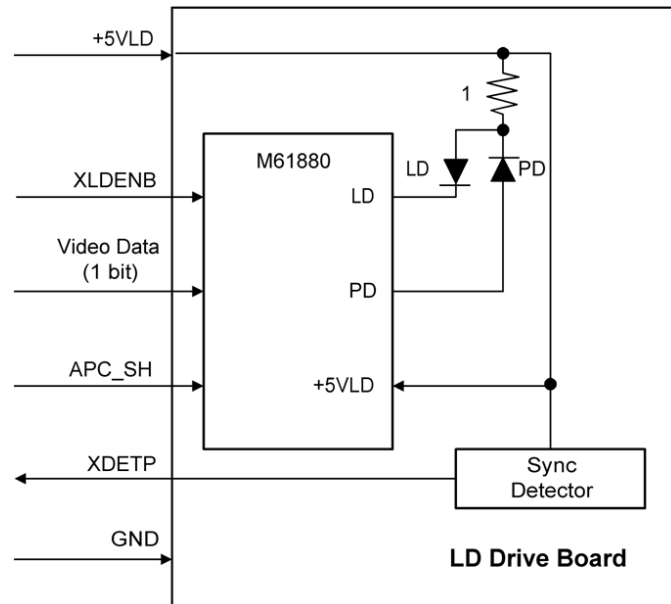 +5VLD
1
M61880
XLDENB
LD
LD
PD
Video Data
(1 bit)
PD
APC_SH
+5VLD
XDETP
Sync
Detector
GND
LD Drive Board